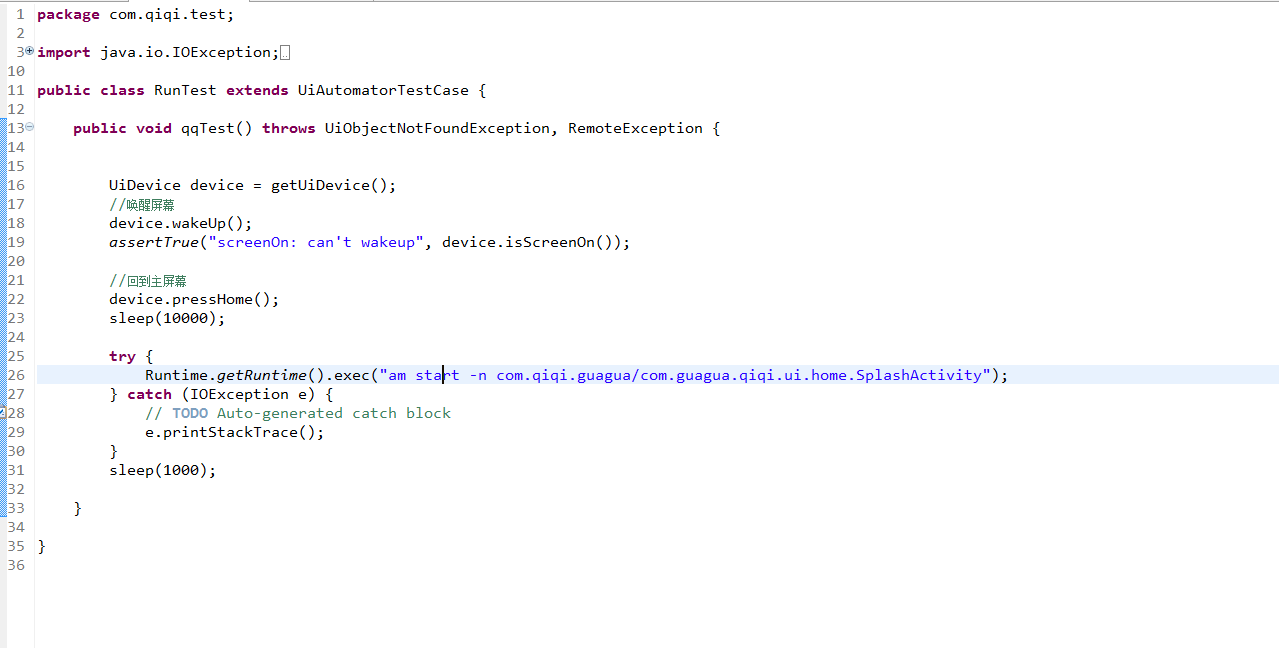 1 package com.qiqi.test;
2
3 import java.io.IOException;
10
11 public class RunTest extends UiAutomatorTestCase {
12
13 public void qqTest() throws UiObjectNotFoundException, RemoteException {
14
15
16 UiDevice device = getUiDevice();
17 //唤醒屏幕
18 device.wakeUp();
19 assertTrue("screenOn: can't wakeup", device.isScreenOn());
20
21 //回到主屏幕
22 device.pressHome();
23 sleep(10000);
24
25 try {
26 Runtime.getRuntime().exec("am start -n com.qiqi.guagua/com.guagua.qiqi.ui.home.SplashActivity");
27 } catch (IOException e) {
28 // TODO Auto-generated catch block
29 e.printStackTrace();
30 }
31 sleep(1000);
32
33 }
34
35 }
36